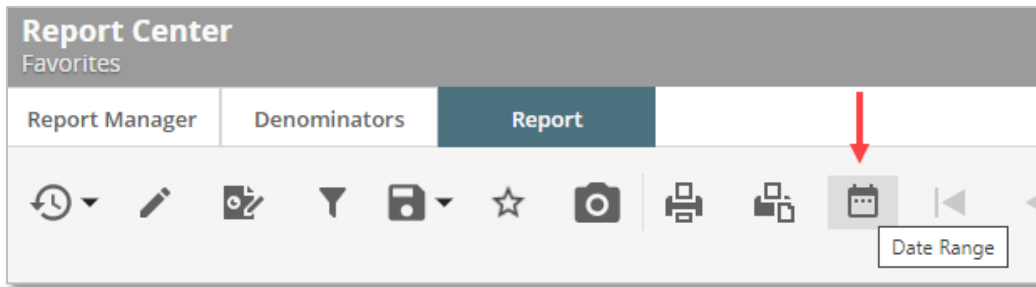 Report Center
Favorites
Report Manager Denominators Report
Date Range